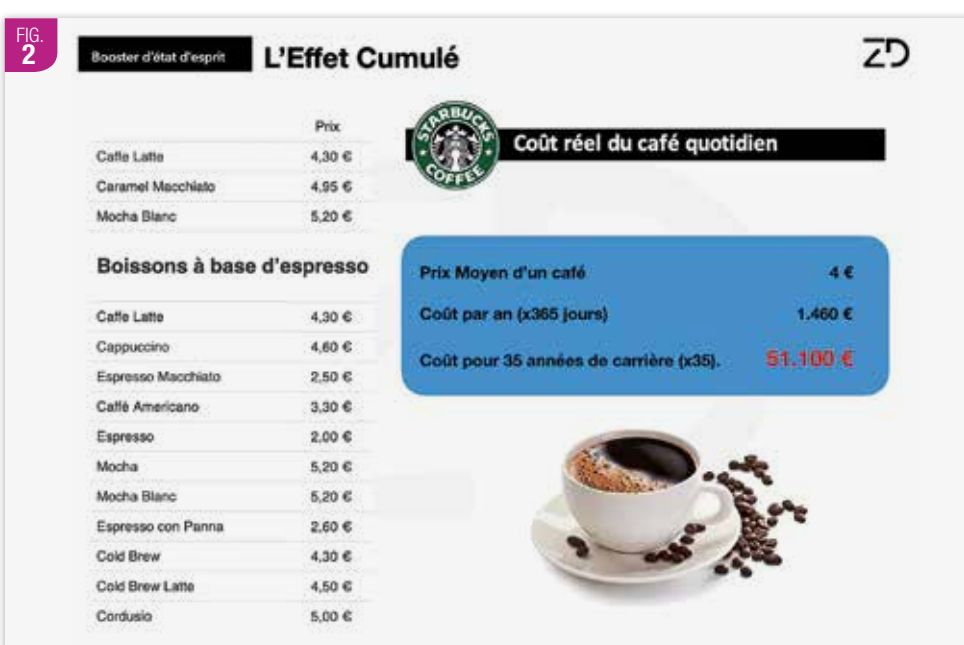 FIG.
2
Booster d'état d'esprit
L'Effet Cumulé
ZD
Prix
Caffe Latte 4,30 €
Caramel Macchiato 4,95 €
Mocha Blanc 5,20 €
Boissons à base d'espresso
Caffe Latte 4,30 €
Cappuccino 4,60 €
Espresso Macchiato 2,50 €
Caffè Americano 3,30 €
Espresso 2,00 €
Mocha 5,20 €
Mocha Blanc 5,20 €
Espresso con Panna 2,60 €
Cold Brew 4,30 €
Cold Brew Latte 4,50 €
Cordusio 5,00 €
STARBUCKS
COFFEE
Coût réel du café quotidien
Prix Moyen d'un café 4 €
Coût par an (x365 jours) 1.460 €
Coût pour 35 années de carrière (x35). 51.100 €